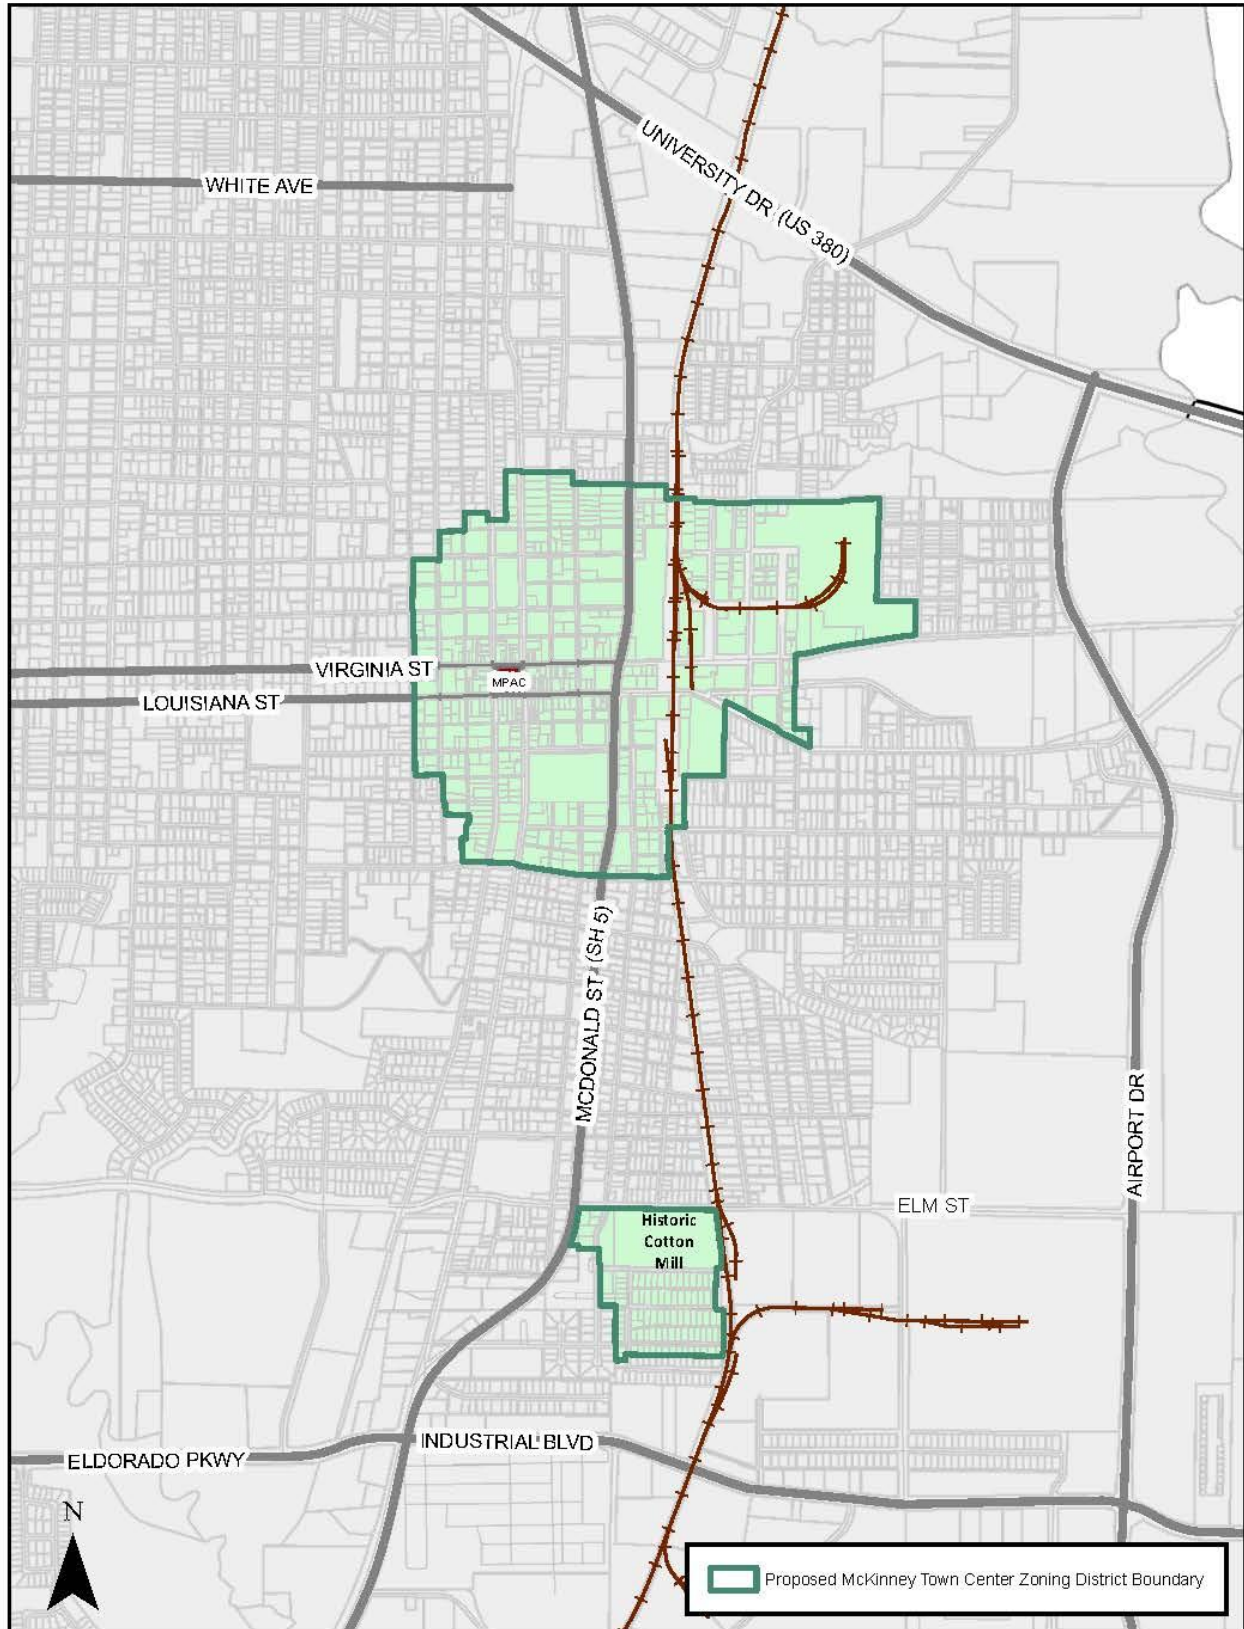 UNIVERSITY DR (US 380)
WHITE AVE
VIRGINIA ST
MPAC
LOUISIANA ST
MCDONALD ST (SH 5)
AIRPORT DR
ELM ST
Historic
Cotton
Mill
INDUSTRIAL BLVD
ELDORADO PKWY
N
Proposed McKinney Town Center Zoning District Boundary